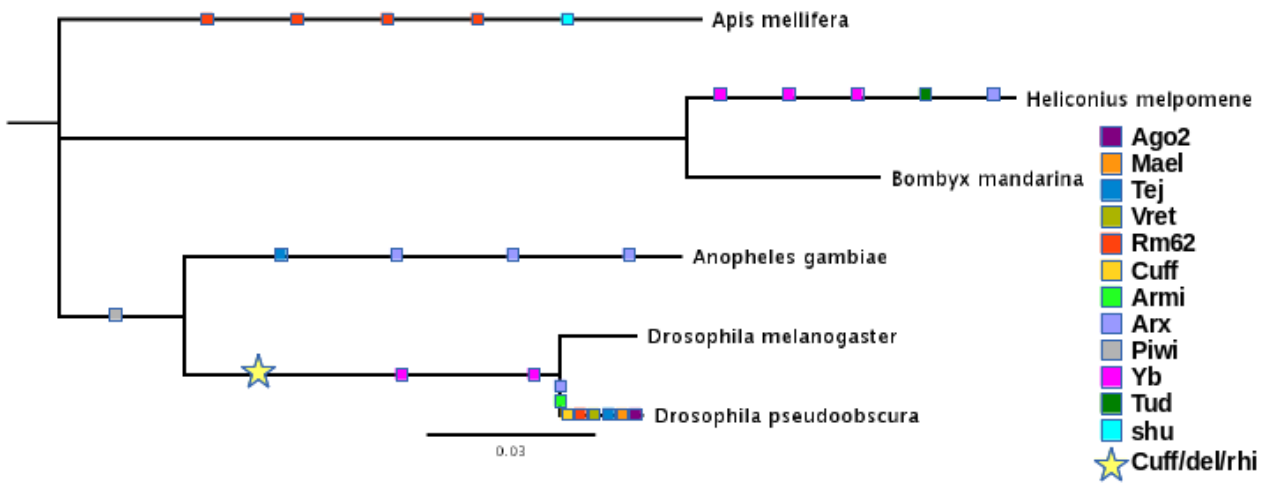 Apis mellifera
Heliconius melpomene
Bombyx mandarina
Anopheles gambiae
Drosophila melanogaster
Drosophila pseudoobscura
0.03
Ago2
Mael
Tej
Vret
Rm62
Cuff
Armi
Arx
Piwi
Yb
Tud
shu
Cuff/del/rhi